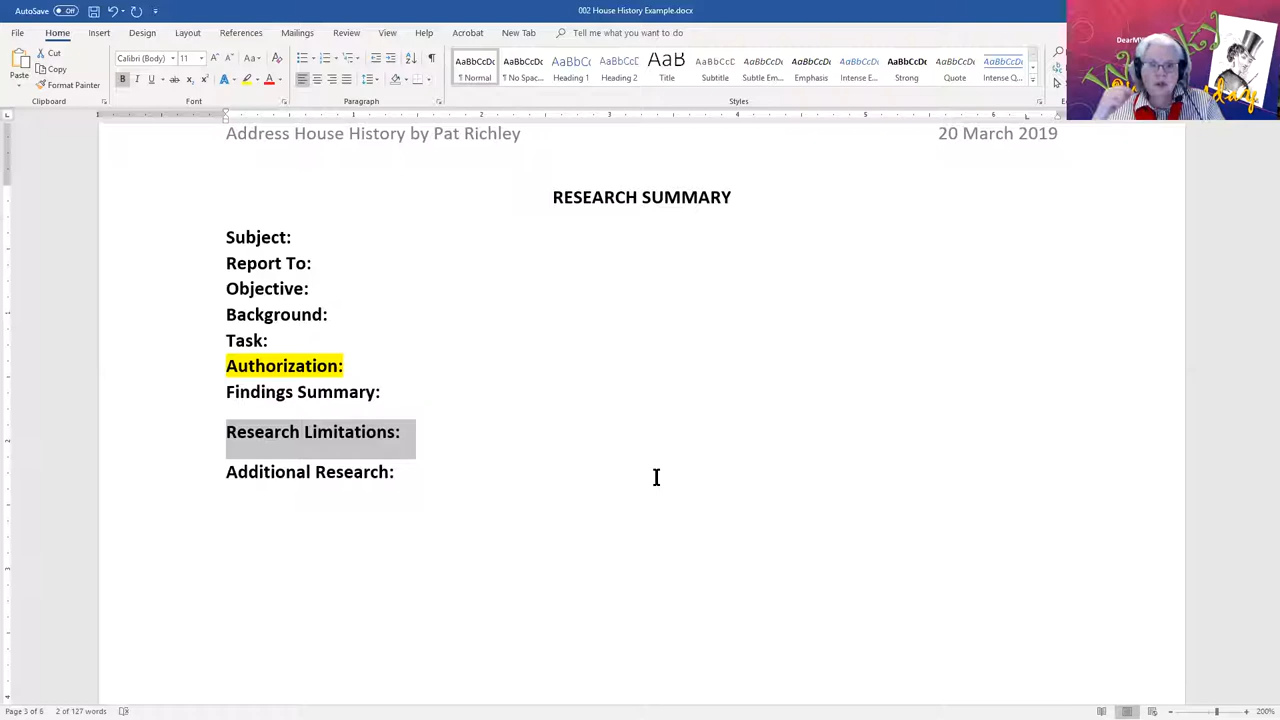 AutoSave Off
002 House History Example.docx
File Home Insert Design Layout References Mailings Review View Help Acrobat New Tab Tell me what you want to do
Paste
Cut
Copy
Format Painter
Clipboard
Calibri (Body) 11
Font
Paragraph
AaBbCcDc AaBbCcDc AaBbCc AaBbCcD AaB AaBbCcD AaBbCcDc AaBbCcDc AaBbCcDc AaBbCcDc AaBbCcDc AaBbCcDc
¶ Normal ¶ No Spac... Heading 1 Heading 2 Title Subtitle Subtle Em... Emphasis Intense E... Strong Quote Intense Q...
Styles
Address House History by Pat Richley 20 March 2019
RESEARCH SUMMARY
Subject:
Report To:
Objective:
Background:
Task:
Authorization:
Findings Summary:
Research Limitations:
Additional Research:
Page 3 of 6 2 of 127 words
200%